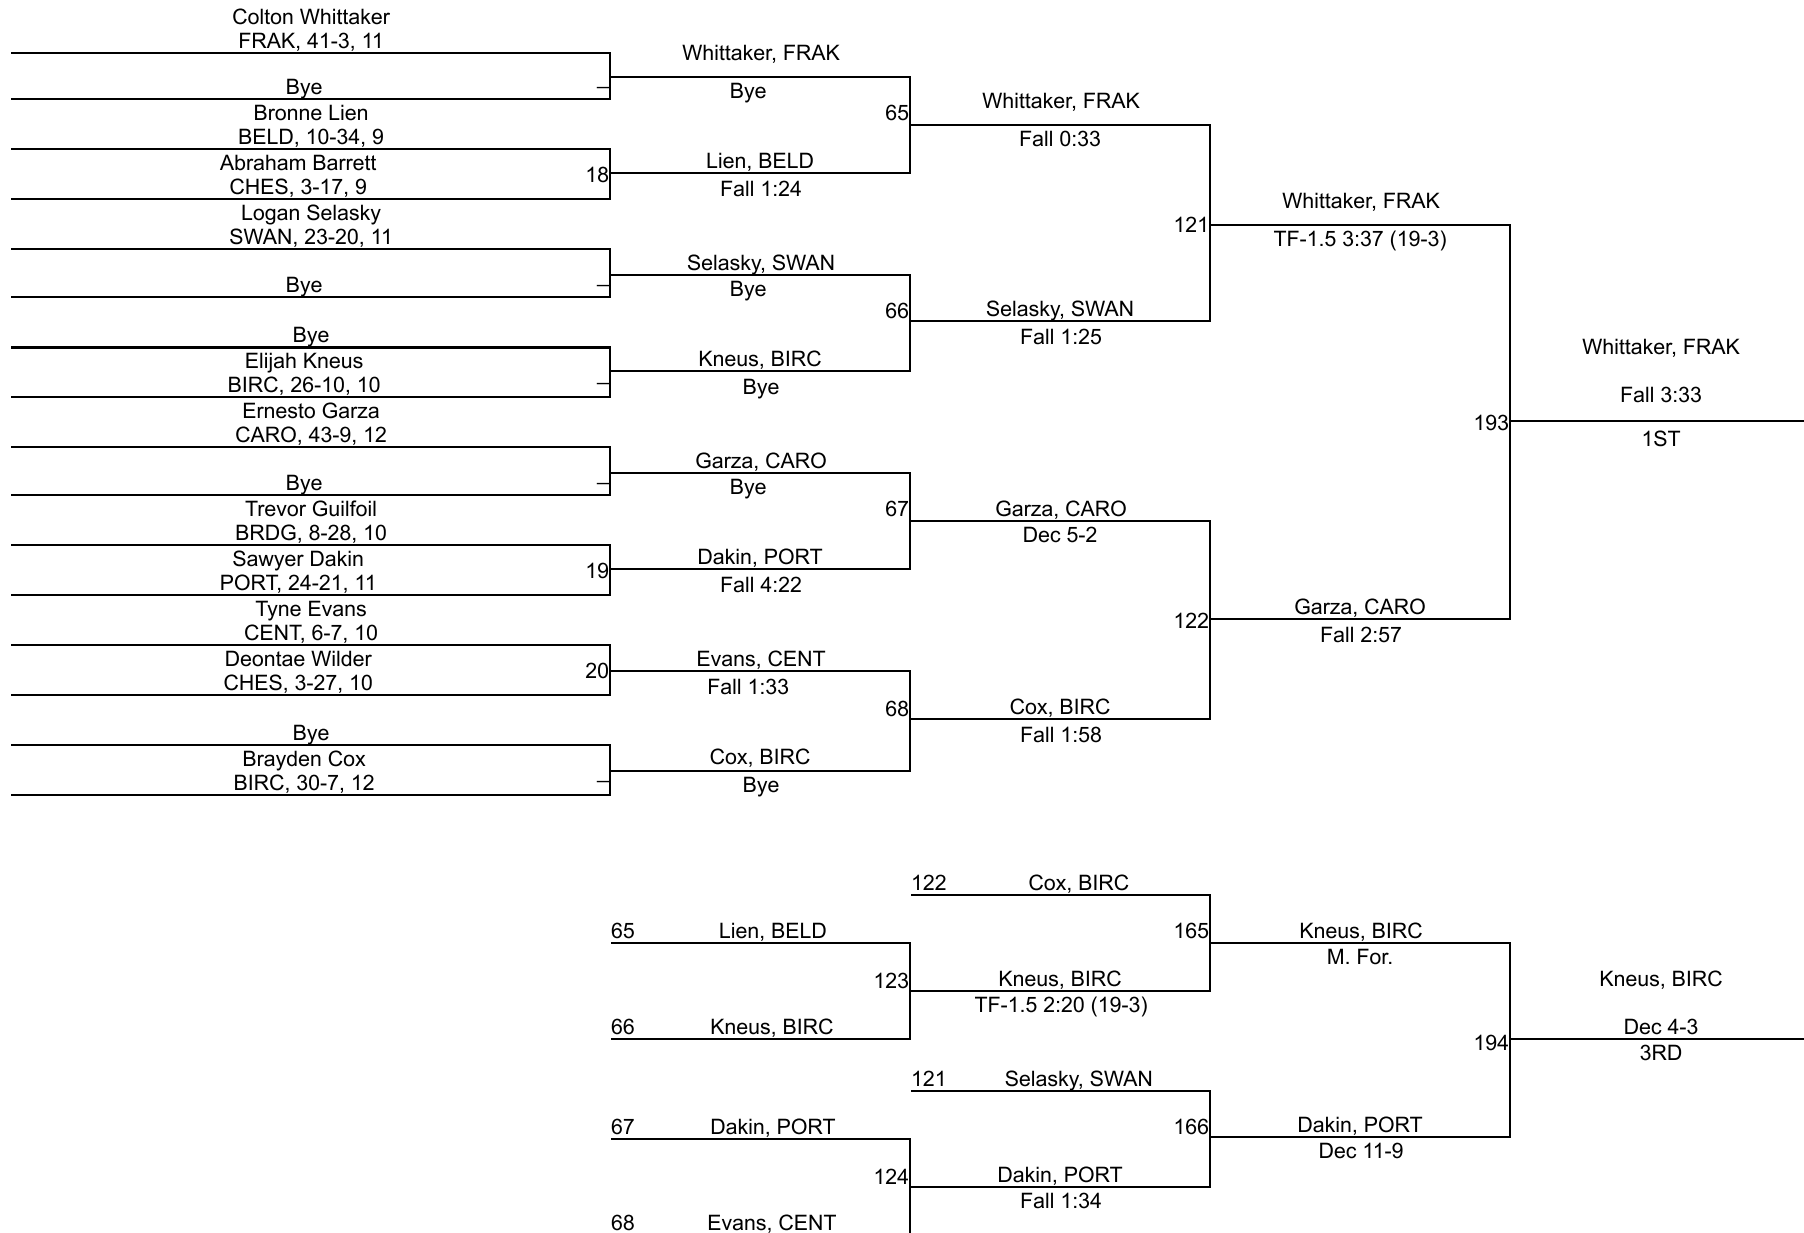 Colton Whittaker
FRAK, 41-3, 11
Bye
Bronne Lien
BELD, 10-34, 9
Abraham Barrett
CHES, 3-17, 9
18
Logan Selasky
SWAN, 23-20, 11
Bye
Bye
Elijah Kneus
BIRC, 26-10, 10
Ernesto Garza
CARO, 43-9, 12
Bye
Trevor Guilfoil
BRDG, 8-28, 10
Sawyer Dakin
PORT, 24-21, 11
19
Tyne Evans
CENT, 6-7, 10
Deontae Wilder
CHES, 3-27, 10
20
Bye
Brayden Cox
BIRC, 30-7, 12
Whittaker, FRAK
Bye
65
Lien, BELD
Fall 1:24
Selasky, SWAN
Bye
66
Kneus, BIRC
Bye
Garza, CARO
Bye
67
Dakin, PORT
Fall 4:22
Evans, CENT
Fall 1:33
68
Cox, BIRC
Bye
Whittaker, FRAK
Fall 0:33
121
Selasky, SWAN
Fall 1:25
Garza, CARO
Dec 5-2
122
Cox, BIRC
Fall 1:58
Whittaker, FRAK
TF-1.5 3:37 (19-3)
193
Garza, CARO
Fall 2:57
Whittaker, FRAK
Fall 3:33
1ST
122 Cox, BIRC
65 Lien, BELD
165
123
Kneus, BIRC
TF-1.5 2:20 (19-3)
66 Kneus, BIRC
121 Selasky, SWAN
67 Dakin, PORT
166
124
Dakin, PORT
Fall 1:34
68 Evans, CENT
Kneus, BIRC
M. For.
194
Dakin, PORT
Dec 11-9
Kneus, BIRC
Dec 4-3
3RD